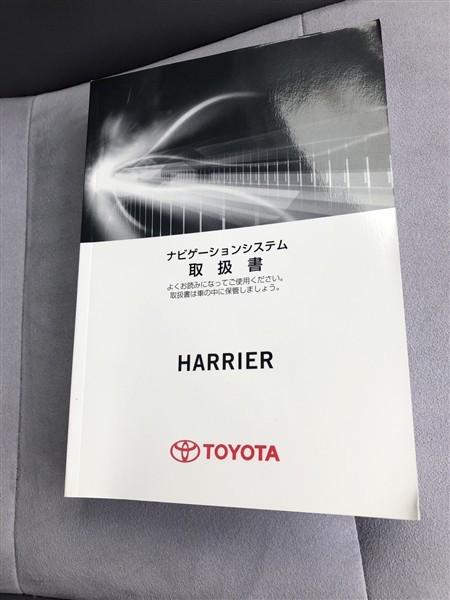 ナビゲーションシステム
取扱書
よくお読みになってご使用ください。
取扱書は車の中に保管しましょう。
HARRIER
TOYOTA